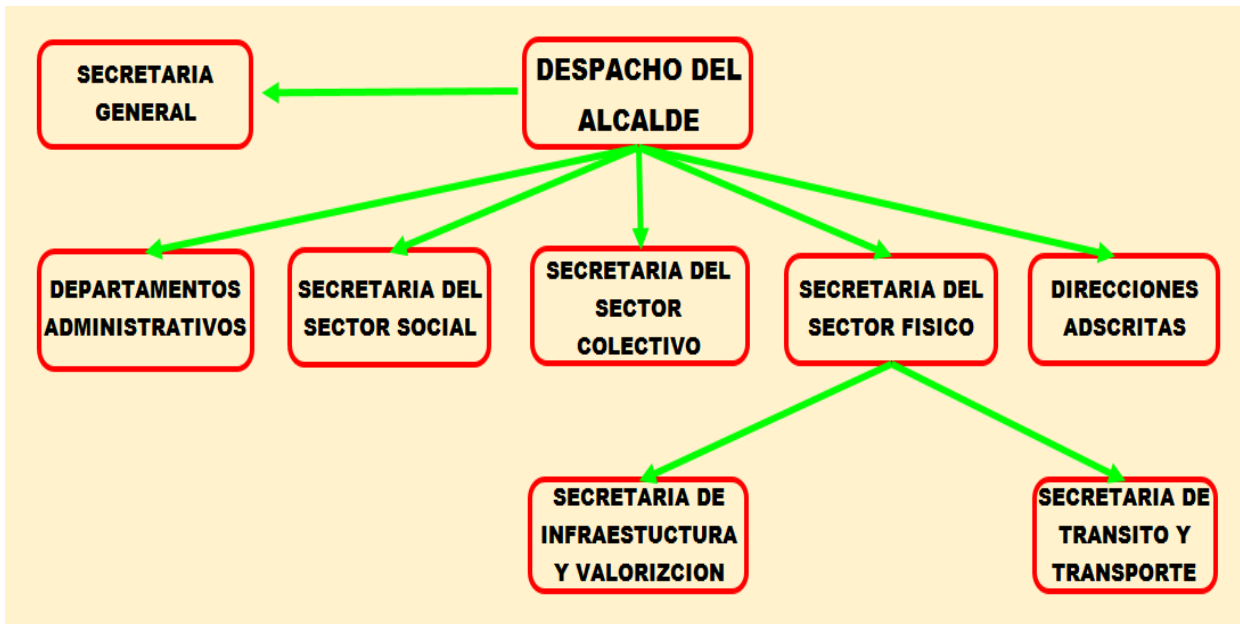 SECRETARIA
GENERAL
DESPACHO DEL
ALCALDE
DEPARTAMENTOS
ADMINISTRATIVOS
SECRETARIA DEL
SECTOR SOCIAL
SECRETARIA DEL
SECTOR
COLECTIVO
SECRETARIA DEL
SECTOR FISICO
DIRECCIONES
ADSCRITAS
SECRETARIA DE
INFRAESTUCTURA
Y VALORIZCION
SECRETARIA DE
TRANSITO Y
TRANSPORTE